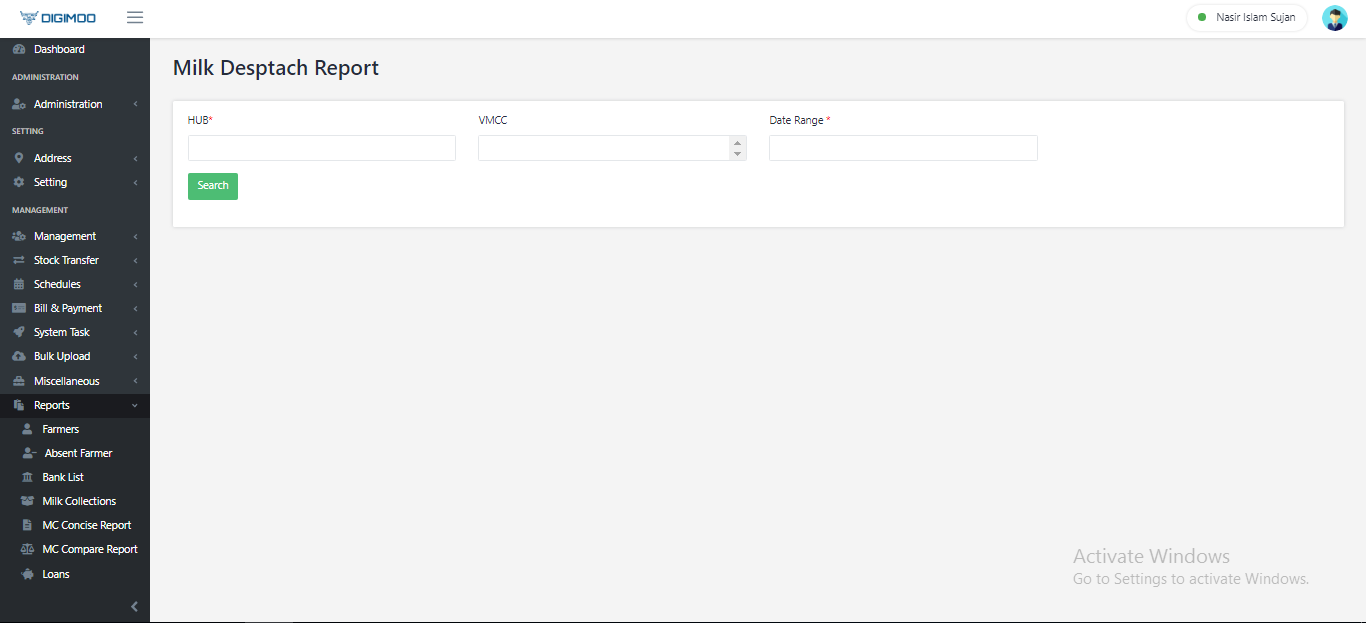 DIGIMOO
Nasir Islam Sujan
Dashboard
ADMINISTRATION
Administration
SETTING
Address
Setting
MANAGEMENT
Management
Stock Transfer
Schedules
Bill & Payment
System Task
Bulk Upload
Miscellaneous
Reports
Farmers
Absent Farmer
Bank List
Milk Collections
MC Concise Report
MC Compare Report
Loans
Milk Desptach Report
HUB*
VMCC
Date Range *
Search
Activate Windows
Go to Settings to activate Windows.